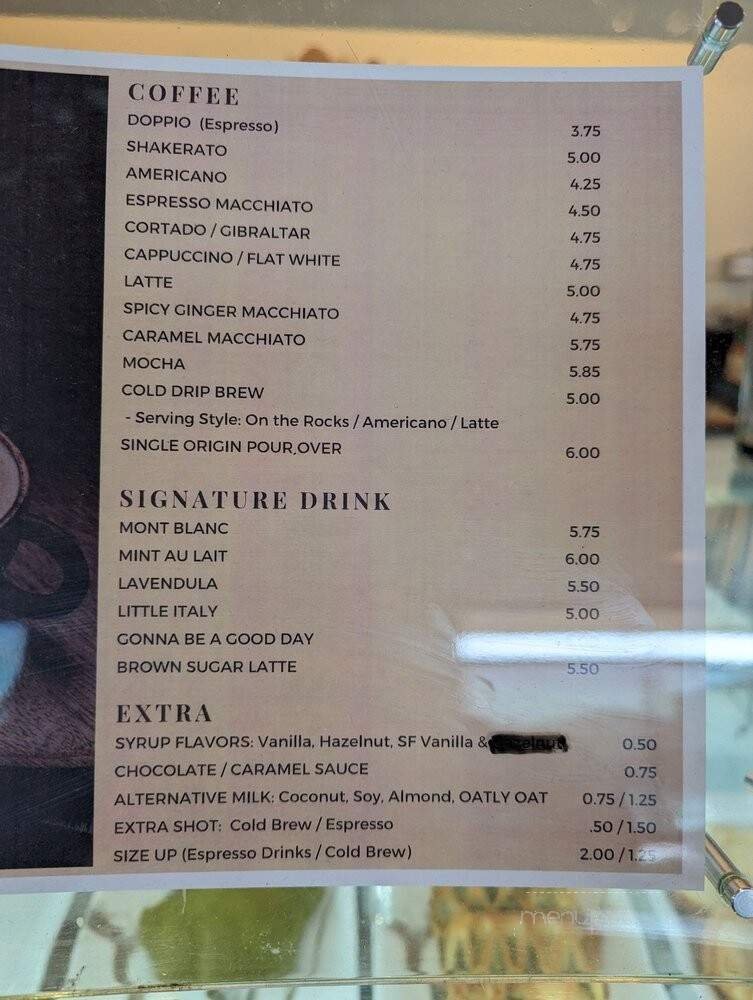 COFFEE
DOPPIO (Espresso) 3.75
SHAKERATO 5.00
AMERICANO 4.25
ESPRESSO MACCHIATO 4.50
CORTADO / GIBRALTAR 4.75
CAPPUCCINO / FLAT WHITE 4.75
LATTE 5.00
SPICY GINGER MACCHIATO 4.75
CARAMEL MACCHIATO 5.75
MOCHA 5.85
COLD DRIP BREW 5.00
- Serving Style: On the Rocks / Americano / Latte
SINGLE ORIGIN POUR,OVER 6.00
SIGNATURE DRINK
MONT BLANC 5.75
MINT AU LAIT 6.00
LAVENDULA 5.50
LITTLE ITALY 5.00
GONNA BE A GOOD DAY
BROWN SUGAR LATTE 5.50
EXTRA
SYRUP FLAVORS: Vanilla, Hazelnut, SF Vanilla & 0.50
CHOCOLATE / CARAMEL SAUCE 0.75
ALTERNATIVE MILK: Coconut, Soy, Almond, OATLY OAT 0.75 / 1.25
EXTRA SHOT: Cold Brew / Espresso .50 / 1.50
SIZE UP (Espresso Drinks / Cold Brew) 2.00 / 1.25